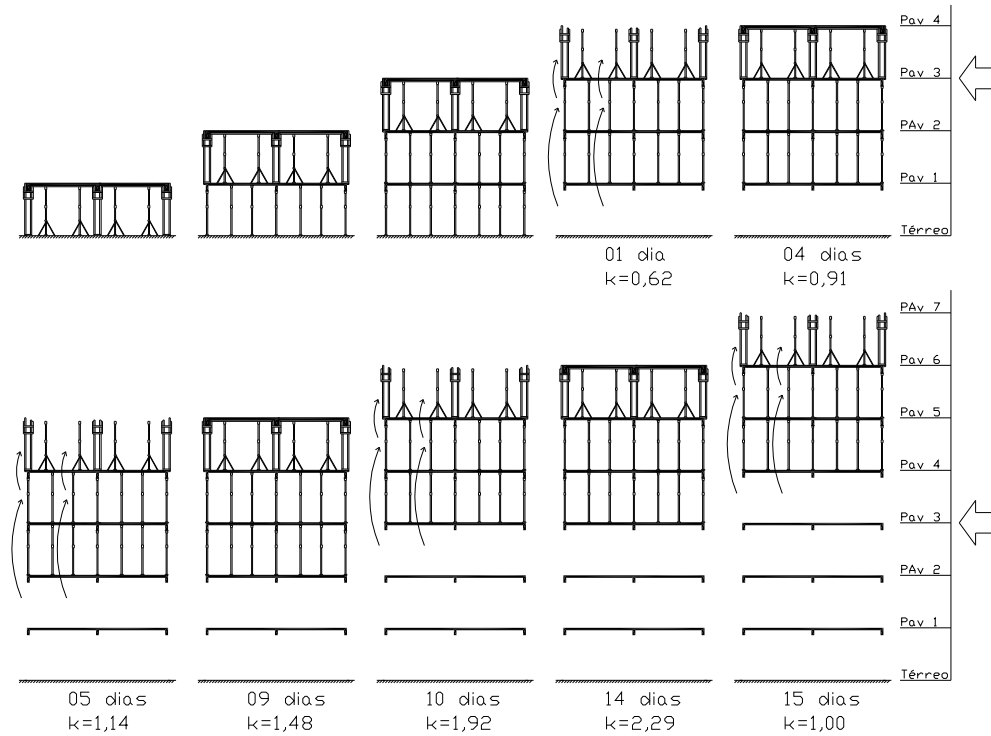 Pav 4
Pav 3
PAv 2
Pav 1
Térreo
01 dia
k=0,62
04 dias
k=0,91
PAv 7
Pav 6
Pav 5
Pav 4
Pav 3
PAv 2
Pav 1
Térreo
05 dias
k=1,14
09 dias
k=1,48
10 dias
k=1,92
14 dias
k=2,29
15 dias
k=1,00